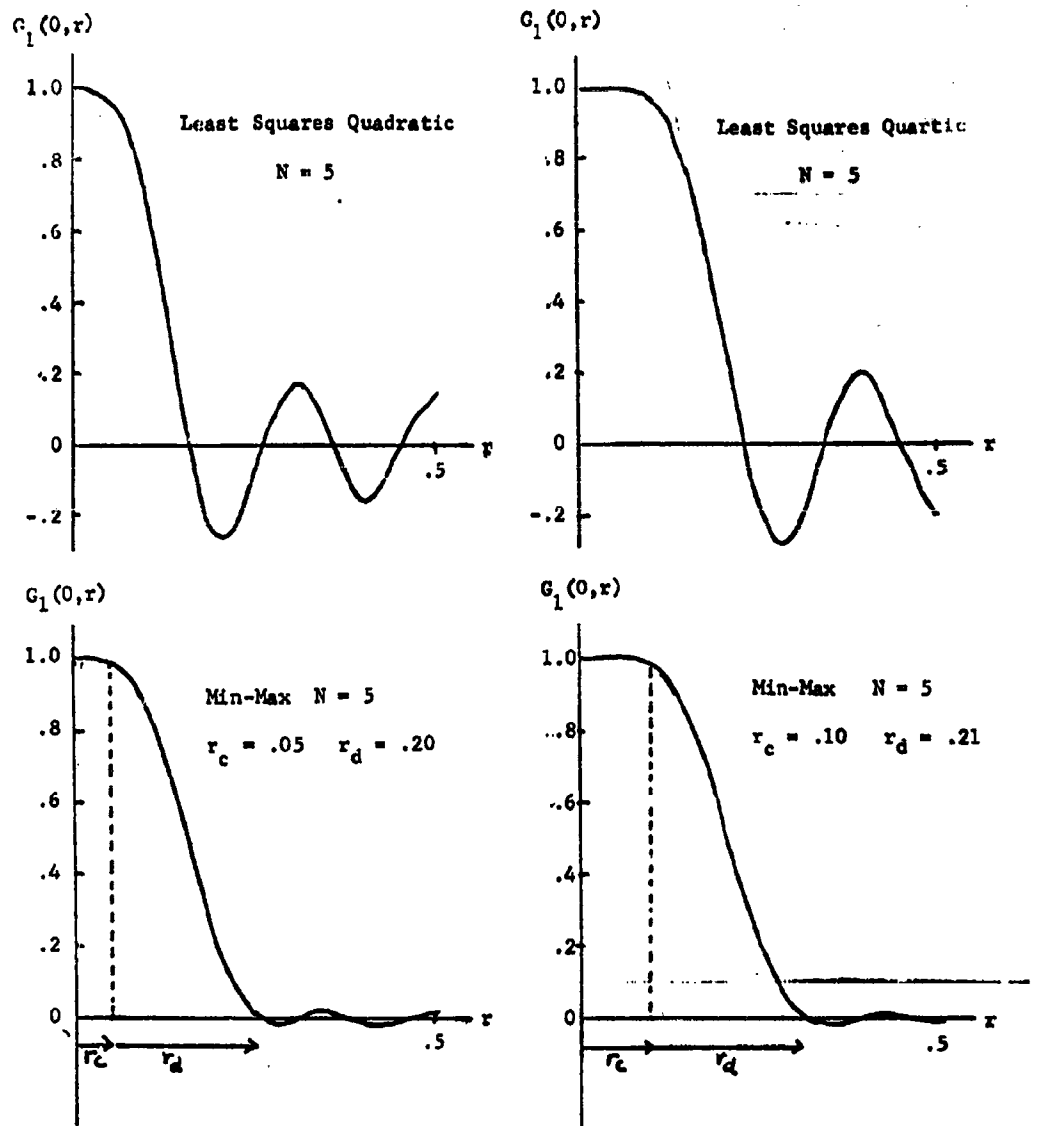 G1(0,r)
1.0
.8
.6
.4
.2
0
-.2
Least Squares Quadratic
N = 5
r
.5
G1(0,r)
1.0
.8
.6
.4
.2
0
-.2
Least Squares Quartic
N = 5
r
.5
G1(0,r)
1.0
.8
.6
.4
.2
0
Min-Max N = 5
rc = .05 rd = .20
r
.5
rc rd
G1(0,r)
1.0
.8
.6
.4
.2
0
Min-Max N = 5
rc = .10 rd = .21
r
.5
rc rd